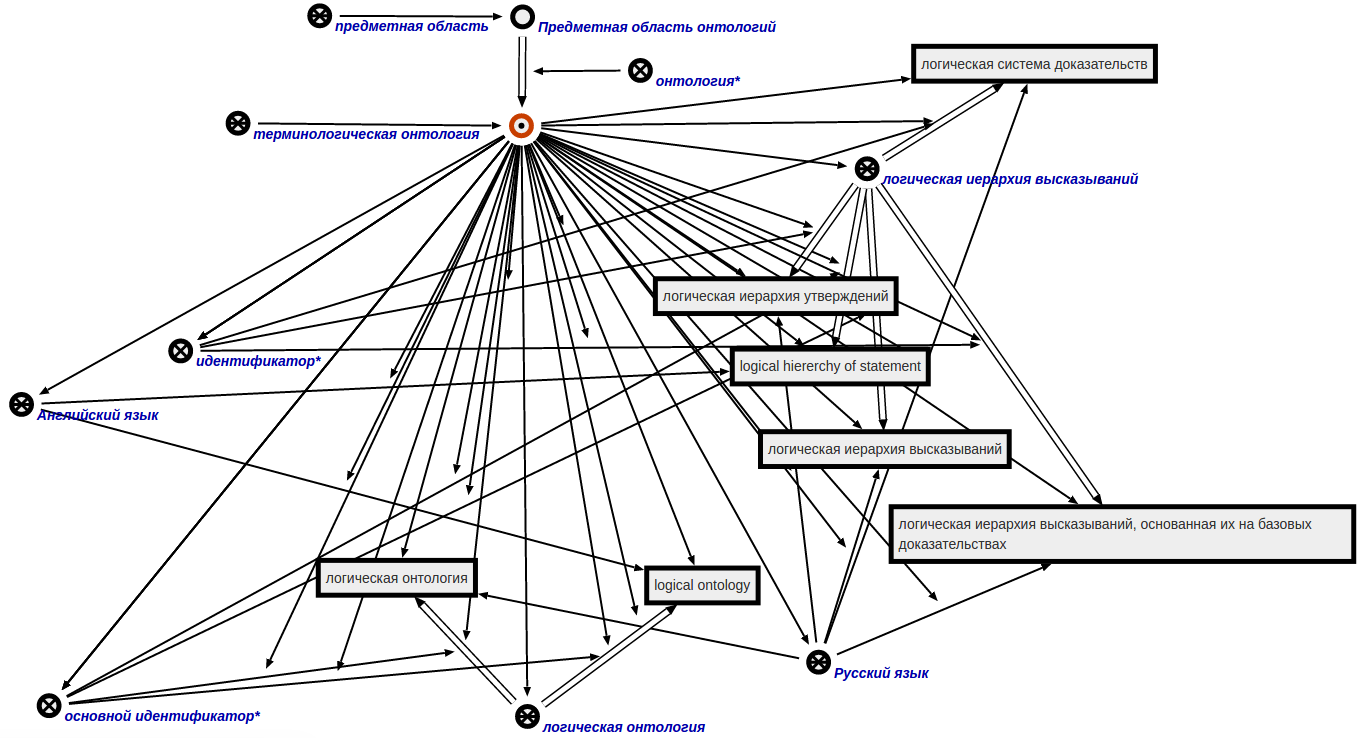 предметная область
Предметная область онтологий
логическая система доказательств
онтология*
терминологическая онтология
логическая иерархия высказываний
логическая иерархия утверждений
идентификатор*
logical hiererchy of statement
Английский язык
логическая иерархия высказываний
логическая иерархия высказываний, основанная их на базовых
доказательствах
логическая онтология
logical ontology
Русский язык
основной идентификатор*
логическая онтология